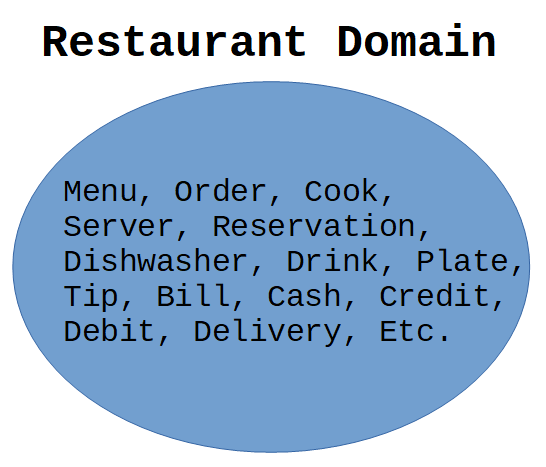 Restaurant Domain
Menu, Order, Cook,
Server, Reservation,
Dishwasher, Drink, Plate,
Tip, Bill, Cash, Credit,
Debit, Delivery, Etc.